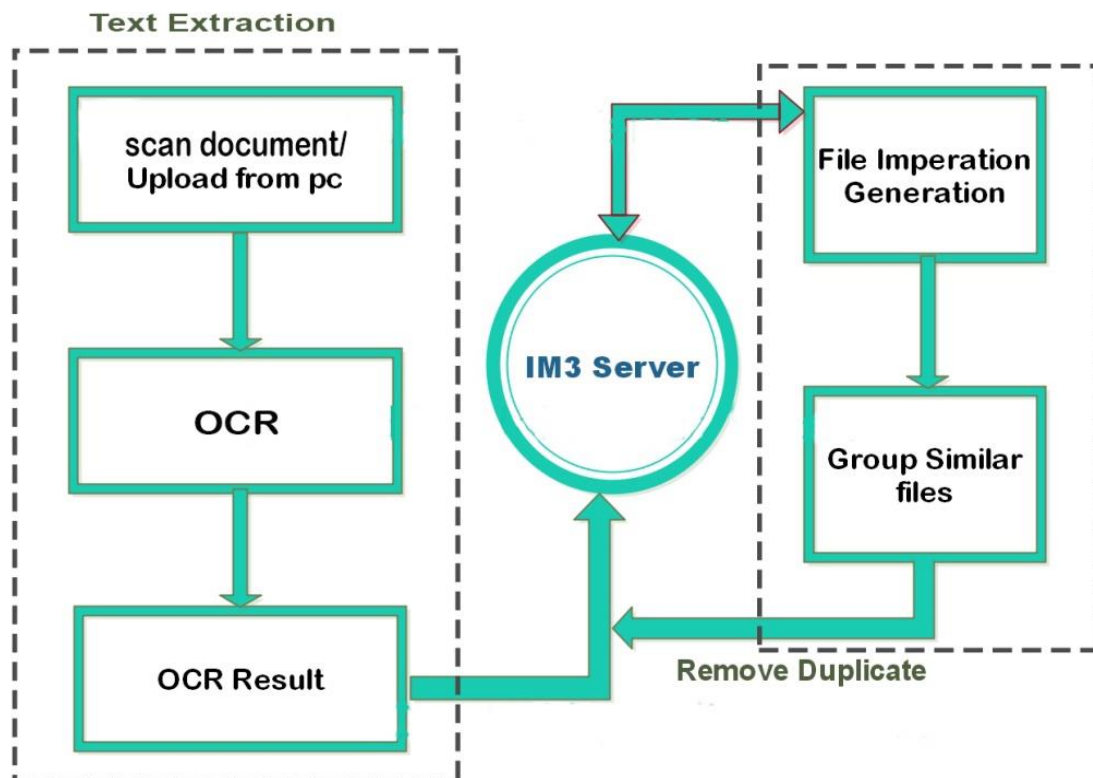 Text Extraction
scan document/
Upload from pc
OCR
OCR Result
IM3 Server
File Imperation
Generation
Group Similar
files
Remove Duplicate